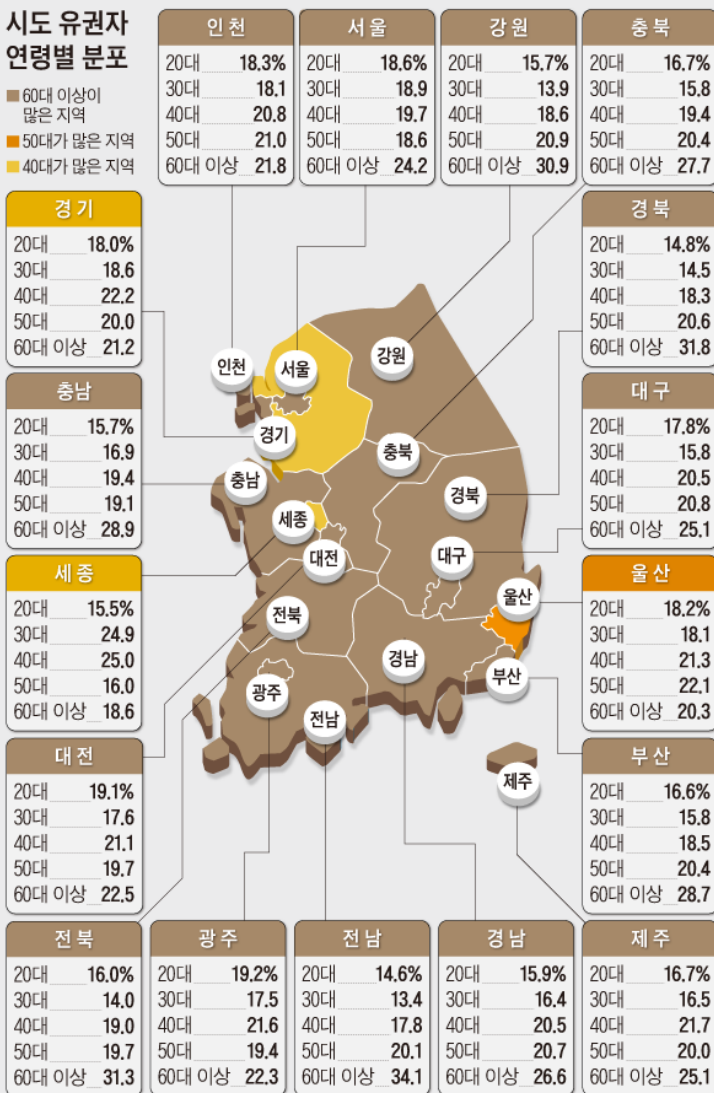 시도 유권자
연령별 분포
60대 이상이
많은 지역
50대가 많은 지역
40대가 많은 지역
인천
20대 18.3%
30대 18.1
40대 20.8
50대 21.0
60대 이상 21.8
서울
20대 18.6%
30대 18.9
40대 19.7
50대 18.6
60대 이상 24.2
강원
20대 15.7%
30대 13.9
40대 18.6
50대 20.9
60대 이상 30.9
충북
20대 16.7%
30대 15.8
40대 19.4
50대 20.4
60대 이상 27.7
경기
20대 18.0%
30대 18.6
40대 22.2
50대 20.0
60대 이상 21.2
경북
20대 14.8%
30대 14.5
40대 18.3
50대 20.6
60대 이상 31.8
충남
20대 15.7%
30대 16.9
40대 19.4
50대 19.1
60대 이상 28.9
대구
20대 17.8%
30대 15.8
40대 20.5
50대 20.8
60대 이상 25.1
세종
20대 15.5%
30대 24.9
40대 25.0
50대 16.0
60대 이상 18.6
울산
20대 18.2%
30대 18.1
40대 21.3
50대 22.1
60대 이상 20.3
대전
20대 19.1%
30대 17.6
40대 21.1
50대 19.7
60대 이상 22.5
부산
20대 16.6%
30대 15.8
40대 18.5
50대 20.4
60대 이상 28.7
전북
20대 16.0%
30대 14.0
40대 19.0
50대 19.7
60대 이상 31.3
광주
20대 19.2%
30대 17.5
40대 21.6
50대 19.4
60대 이상 22.3
전남
20대 14.6%
30대 13.4
40대 17.8
50대 20.1
60대 이상 34.1
경남
20대 15.9%
30대 16.4
40대 20.5
50대 20.7
60대 이상 26.6
제주
20대 16.7%
30대 16.5
40대 21.7
50대 20.0
60대 이상 25.1
인천
서울
강원
경기
충북
충남
경북
세종
대전
대구
울산
전북
경남
부산
광주
전남
제주